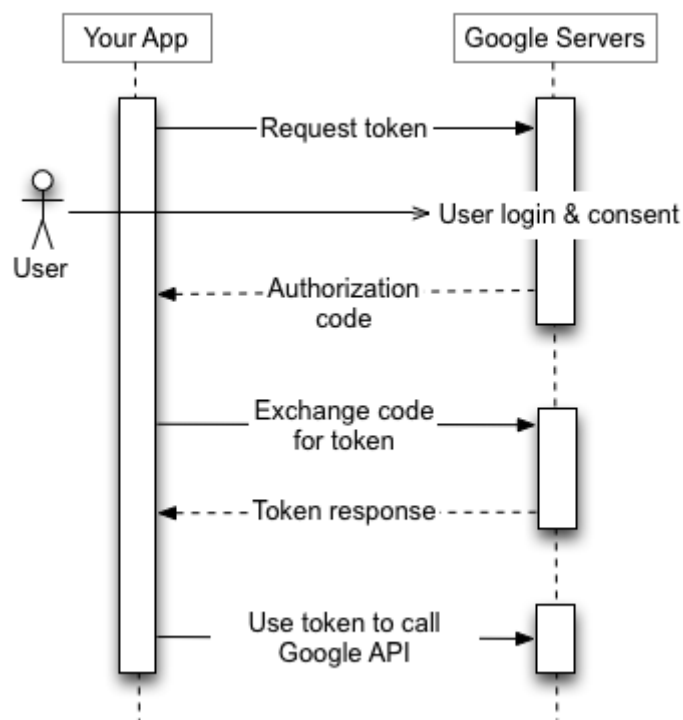 Your App
Google Servers
Request token
User login & consent
User
Authorization
code
Exchange code
for token
Token response
Use token to call
Google API